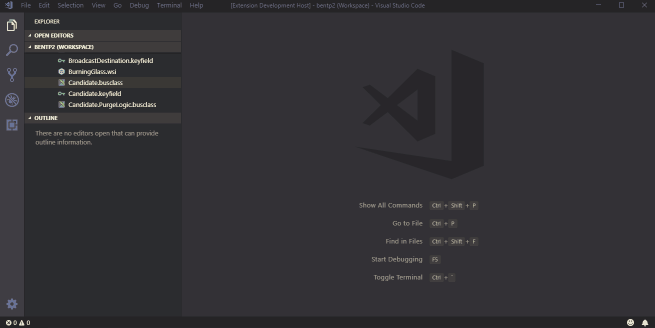 File Edit Selection View Go Debug Terminal Help [Extension Development Host] - bentp2 (Workspace) - Visual Studio Code
EXPLORER
OPEN EDITORS
BENTP2 (WORKSPACE)
BroadcastDestination.keyfield
BurningGlass.wsi
Candidate.busclass
Candidate.keyfield
Candidate.PurgeLogic.busclass
OUTLINE
There are no editors open that can provide
outline information.
Show All Commands Ctrl + Shift + P
Go to File Ctrl + P
Find in Files Ctrl + Shift + F
Start Debugging F5
Toggle Terminal Ctrl + `
0 0